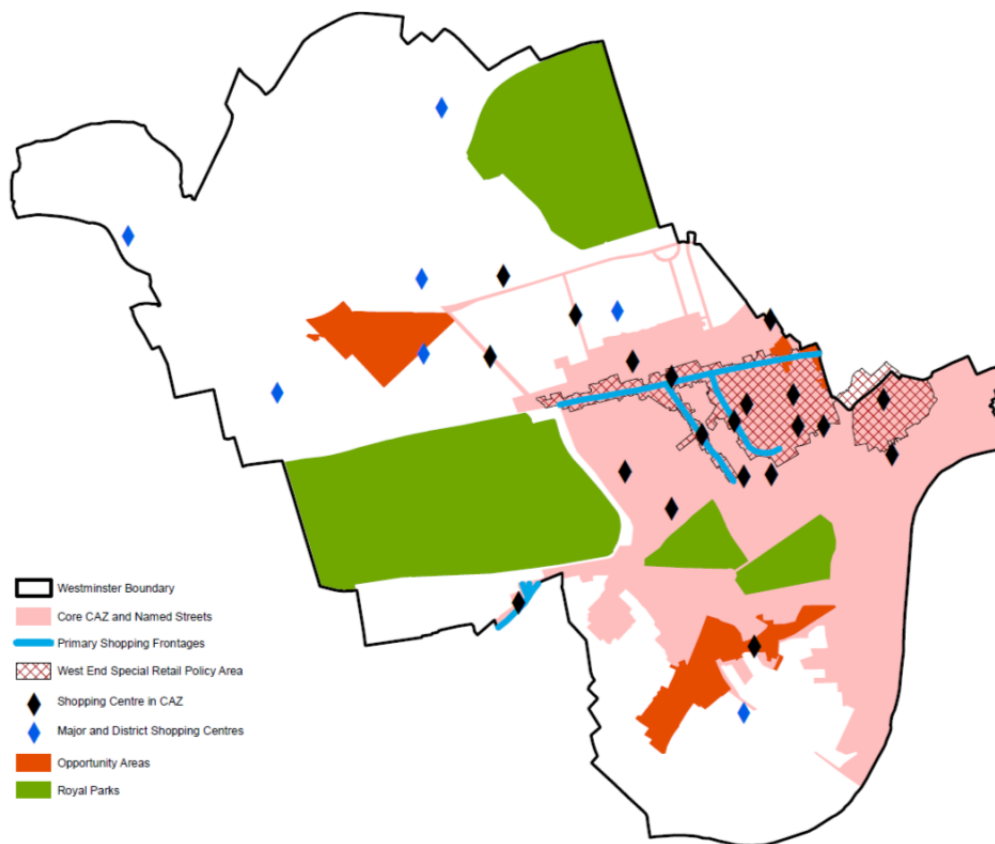 Westminster Boundary
Core CAZ and Named Streets
Primary Shopping Frontages
West End Special Retail Policy Area
Shopping Centre in CAZ
Major and District Shopping Centres
Opportunity Areas
Royal Parks